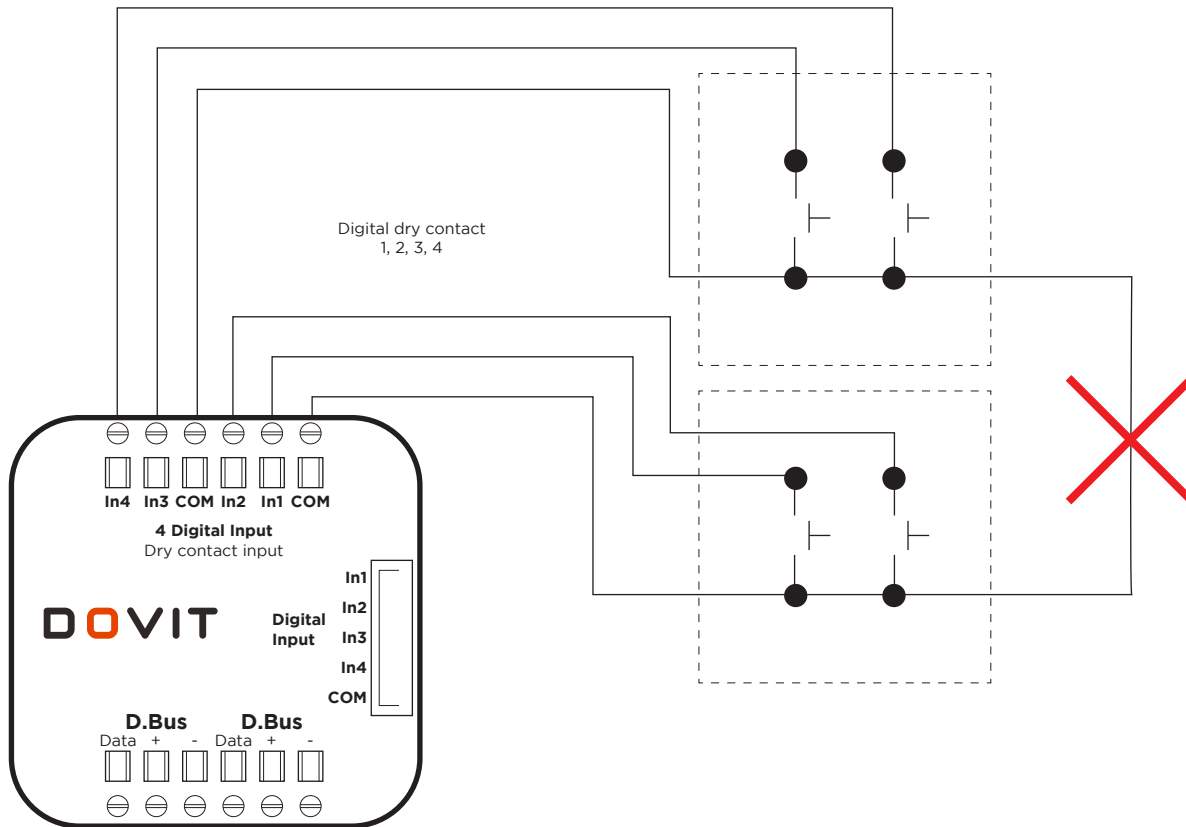 Digital dry contact
1, 2, 3, 4
In4 In3 COM In2 In1 COM
4 Digital Input
Dry contact input
In1
In2
In3
In4
COM
Digital
Input
DOVIT
D.Bus D.Bus
Data + - Data + -